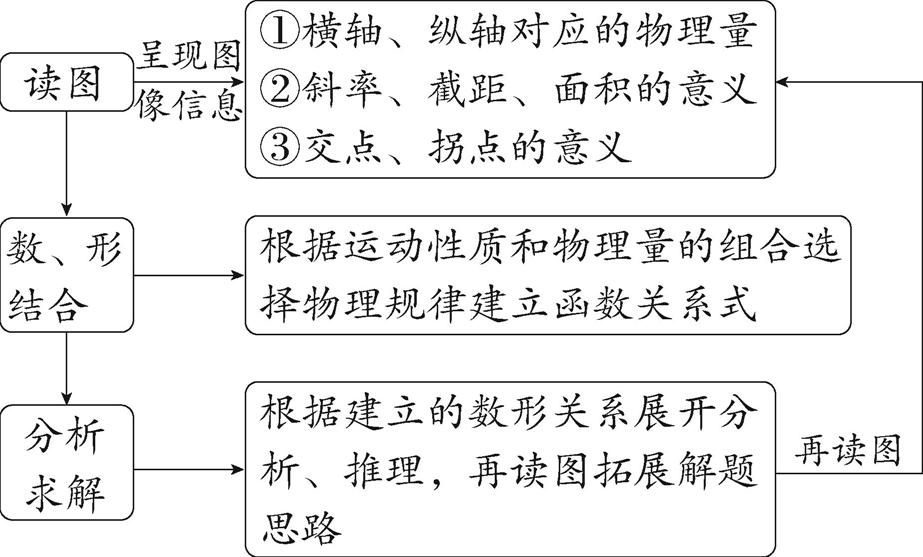 读图
呈现图
像信息
①横轴、纵轴对应的物理量
②斜率、截距、面积的意义
③交点、拐点的意义
数、形
结合
根据运动性质和物理量的组合选
择物理规律建立函数关系式
分析
求解
根据建立的数形关系展开分
析、推理，再读图拓展解题
思路
再读图